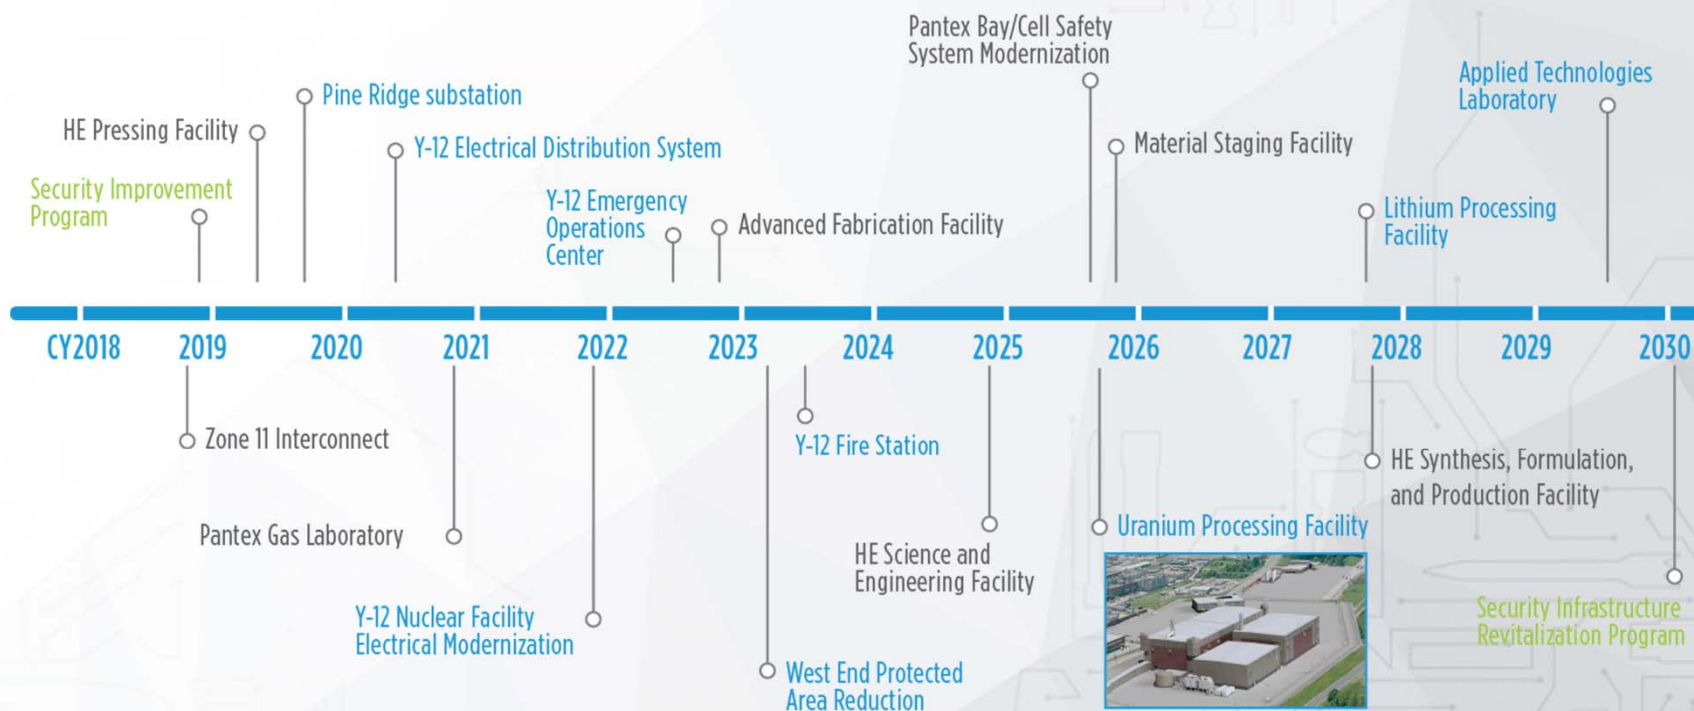 Pantex Bay/Cell Safety
System Modernization
Applied Technologies
Laboratory
Pine Ridge substation
HE Pressing Facility
Y-12 Electrical Distribution System
Material Staging Facility
Security Improvement
Program
Y-12 Emergency
Operations
Center
Advanced Fabrication Facility
Lithium Processing
Facility
CY2018 2019 2020 2021 2022 2023 2024 2025 2026 2027 2028 2029 2030
Zone 11 Interconnect
Y-12 Fire Station
HE Synthesis, Formulation,
and Production Facility
Pantex Gas Laboratory
Uranium Processing Facility
HE Science and
Engineering Facility
Y-12 Nuclear Facility
Electrical Modernization
Security Infrastructure
Revitalization Program
West End Protected
Area Reduction